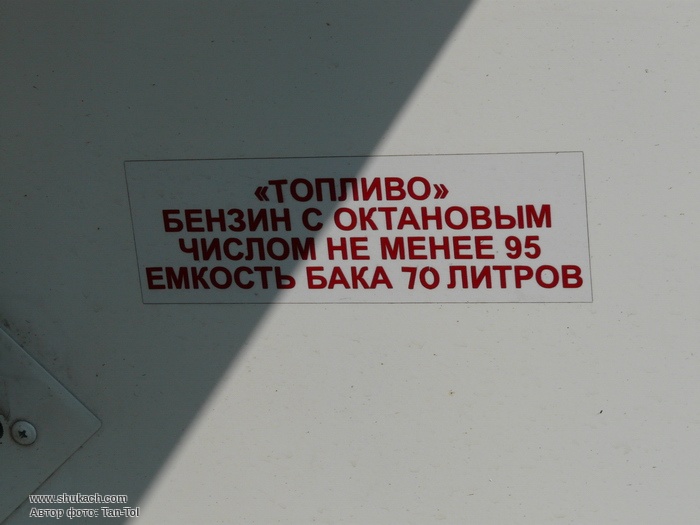 «ТОПЛИВО»
БЕНЗИН С ОКТАНОВЫМ
ЧИСЛОМ НЕ МЕНЕЕ 95
ЕМКОСТЬ БАКА 70 ЛИТРОВ
www.shukach.com
Автор фото: Tan-Tol